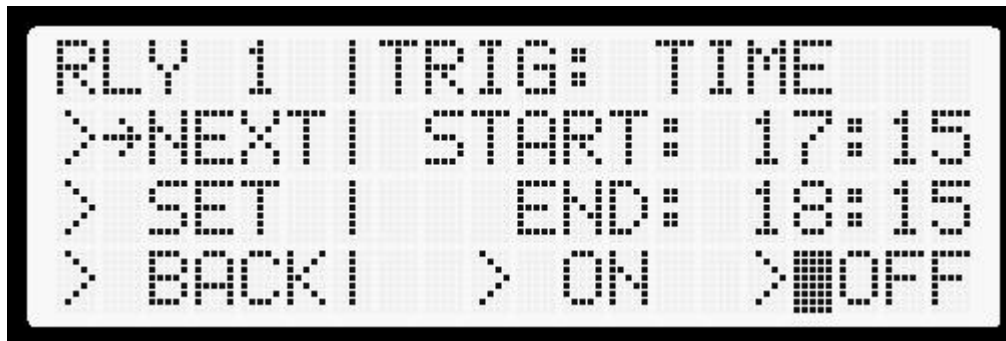 RLY 1 |TRIG: TIME
>→NEXT| START: 17:15
> SET | END: 18:15
> BACK| > ON >█OFF